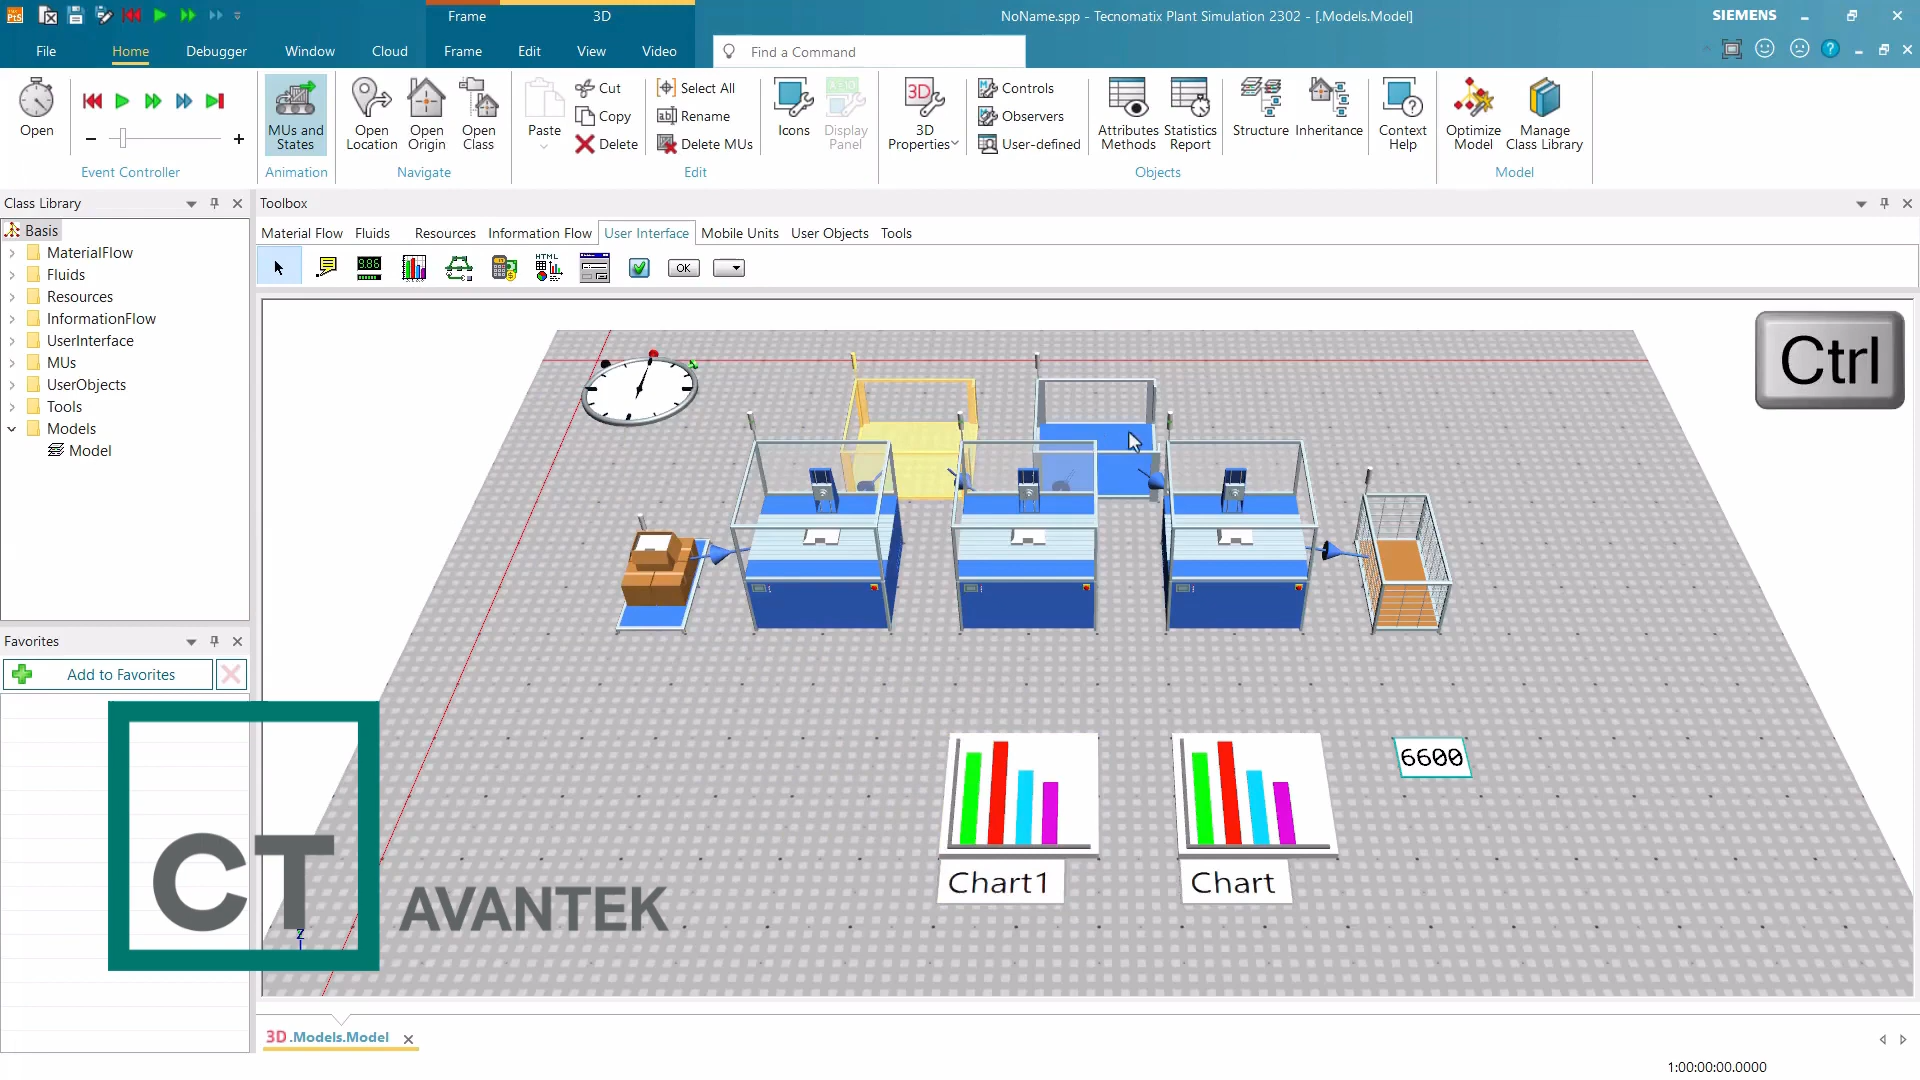 Frame
3D
NoName.spp - Tecnomatix Plant Simulation 2302 - [.Models.Model]
SIEMENS
File
Home
Debugger
Window
Cloud
Frame
Edit
View
Video
Find a Command
Open
MUs and
States
Open
Location
Open
Origin
Open
Class
Paste
Cut
Copy
Delete
Select All
Rename
Delete MUs
Icons
Display
Panel
3D
Properties
Controls
Observers
User-defined
Attributes
Methods
Statistics
Report
Structure
Inheritance
Context
Help
Optimize
Model
Manage
Class Library
Event Controller
Animation
Navigate
Edit
Objects
Model
Class Library
Toolbox
Basis
MaterialFlow
Fluids
Resources
InformationFlow
UserInterface
MUs
UserObjects
Tools
Models
Model
Material Flow
Fluids
Resources
Information Flow
User Interface
Mobile Units
User Objects
Tools
9.86
HTML
OK
Ctrl
Favorites
Add to Favorites
6600
Chart1
Chart
CT
AVANTEK
Z
3D .Models.Model
1:00:00:00.0000